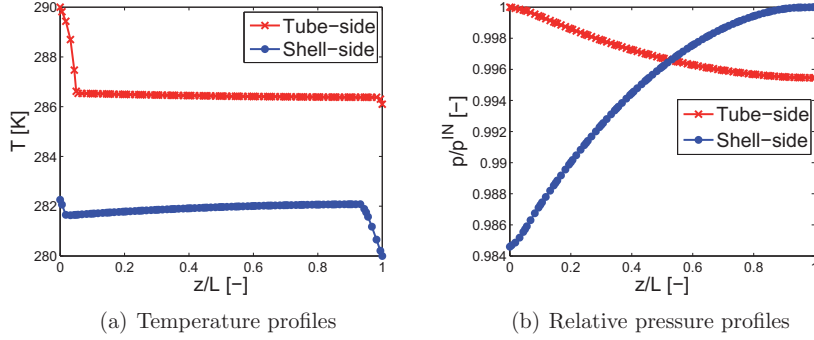 290
288
286
284
282
280
T [K]
0
0.2
0.4
0.6
0.8
1
z/L [−]
Tube-side
Shell-side
(a) Temperature profiles
1
0.998
0.996
0.994
0.992
0.99
0.988
0.986
0.984
p/p^IN [−]
0
0.2
0.4
0.6
0.8
1
z/L [−]
Tube-side
Shell-side
(b) Relative pressure profiles